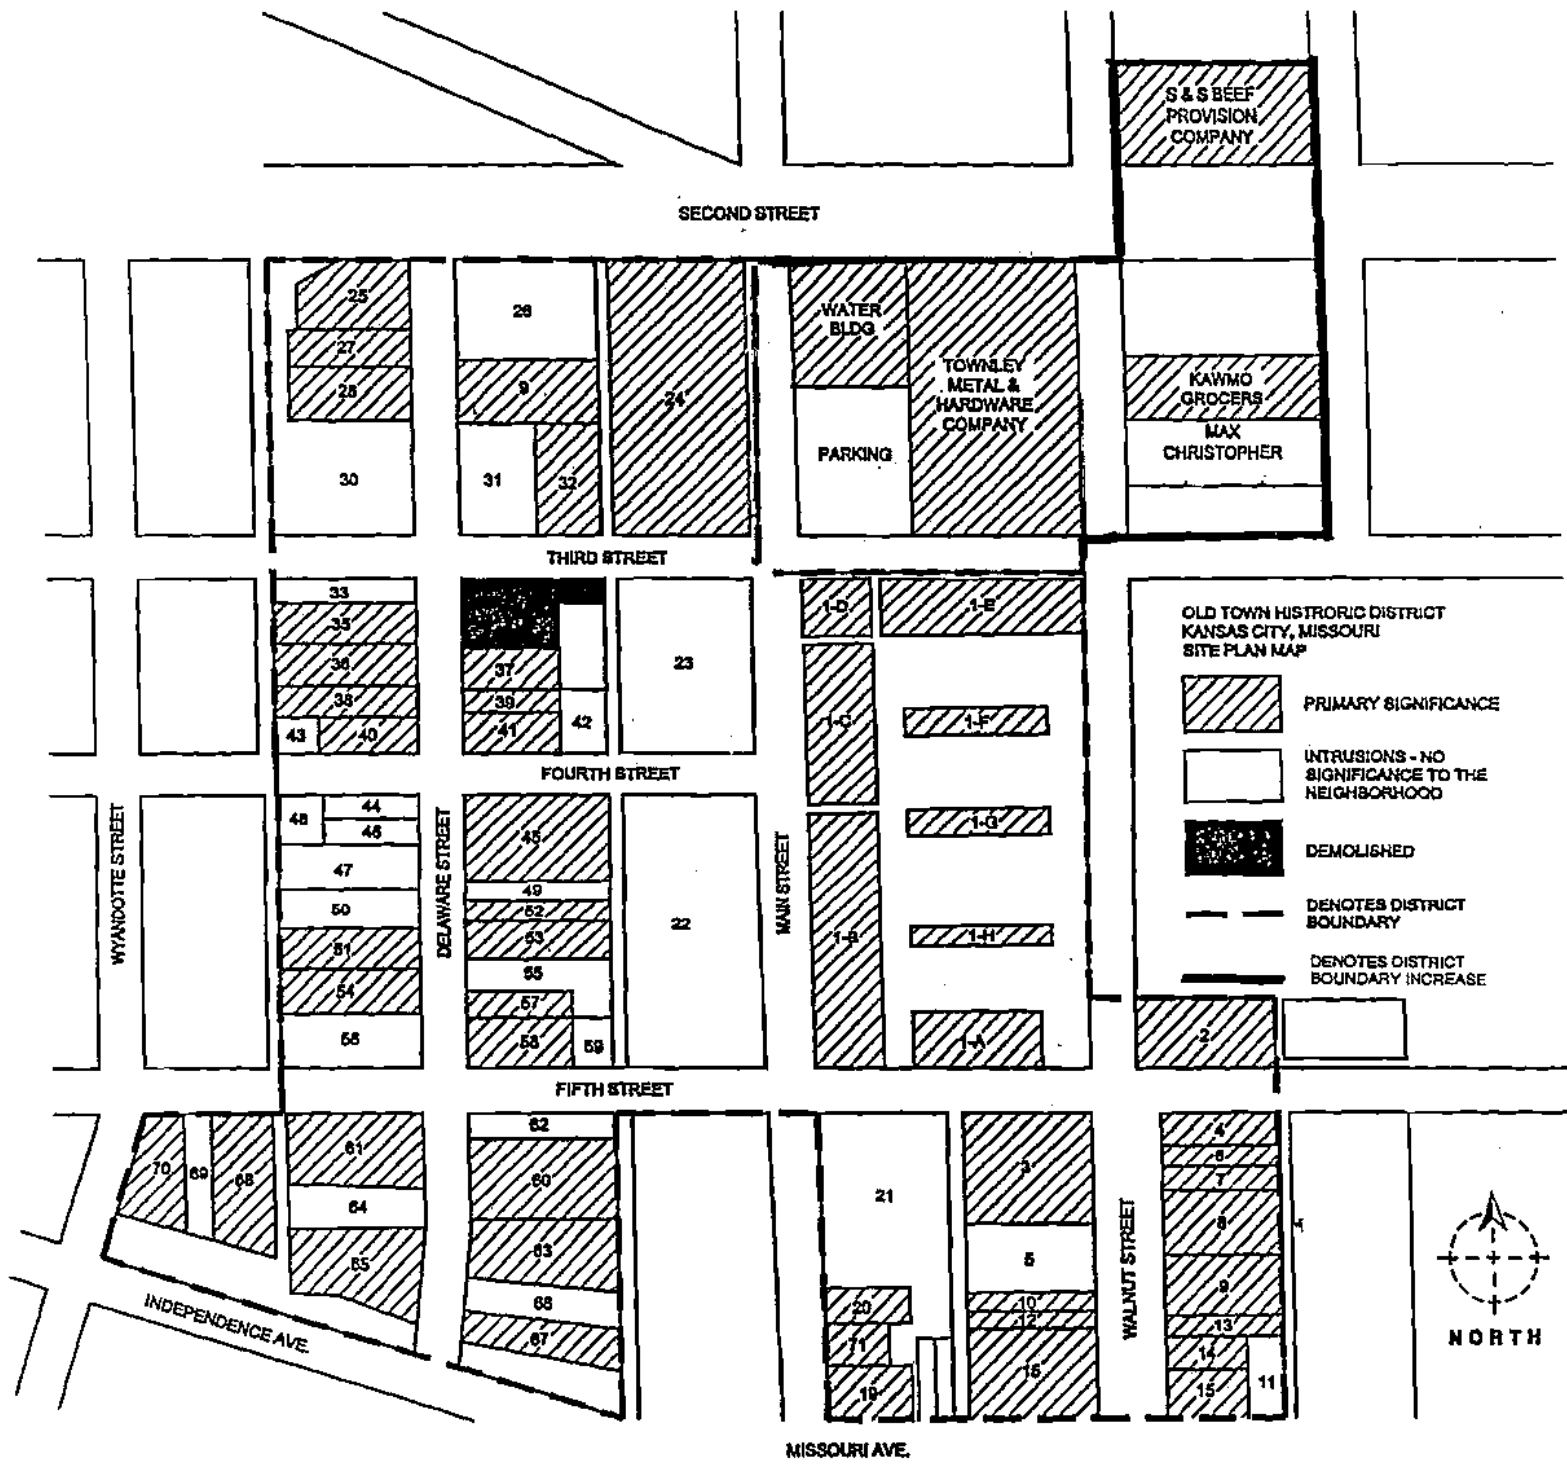 S & S BEEF
PROVISION
COMPANY
SECOND STREET
25
26
27
28
9
24
WATER
BLDG
TOWNLEY
METAL &
HARDWARE
COMPANY
KAWMO
GROCERS
MAX
CHRISTOPHER
PARKING
30
31
32
THIRD STREET
33
35
36
38
43
40
37
39
41
42
23
1-D
1-E
1-C
1-F
OLD TOWN HISTRORIC DISTRICT
KANSAS CITY, MISSOURI
SITE PLAN MAP
PRIMARY SIGNIFICANCE
INTRUSIONS - NO
SIGNIFICANCE TO THE
NEIGHBORHOOD
DEMOLISHED
DENOTES DISTRICT
BOUNDARY
DENOTES DISTRICT
BOUNDARY INCREASE
FOURTH STREET
WYANDOTTE STREET
DELAWARE STREET
MAIN STREET
48
44
46
47
50
51
54
56
45
49
52
53
55
57
58
59
22
1-B
1-G
1-H
1-A
2
FIFTH STREET
70
69
68
61
64
65
62
60
63
66
67
21
20
71
19
3
5
10
12
16
WALNUT STREET
4
6
7
8
9
13
14
15
11
INDEPENDENCE AVE.
MISSOURI AVE.
NORTH